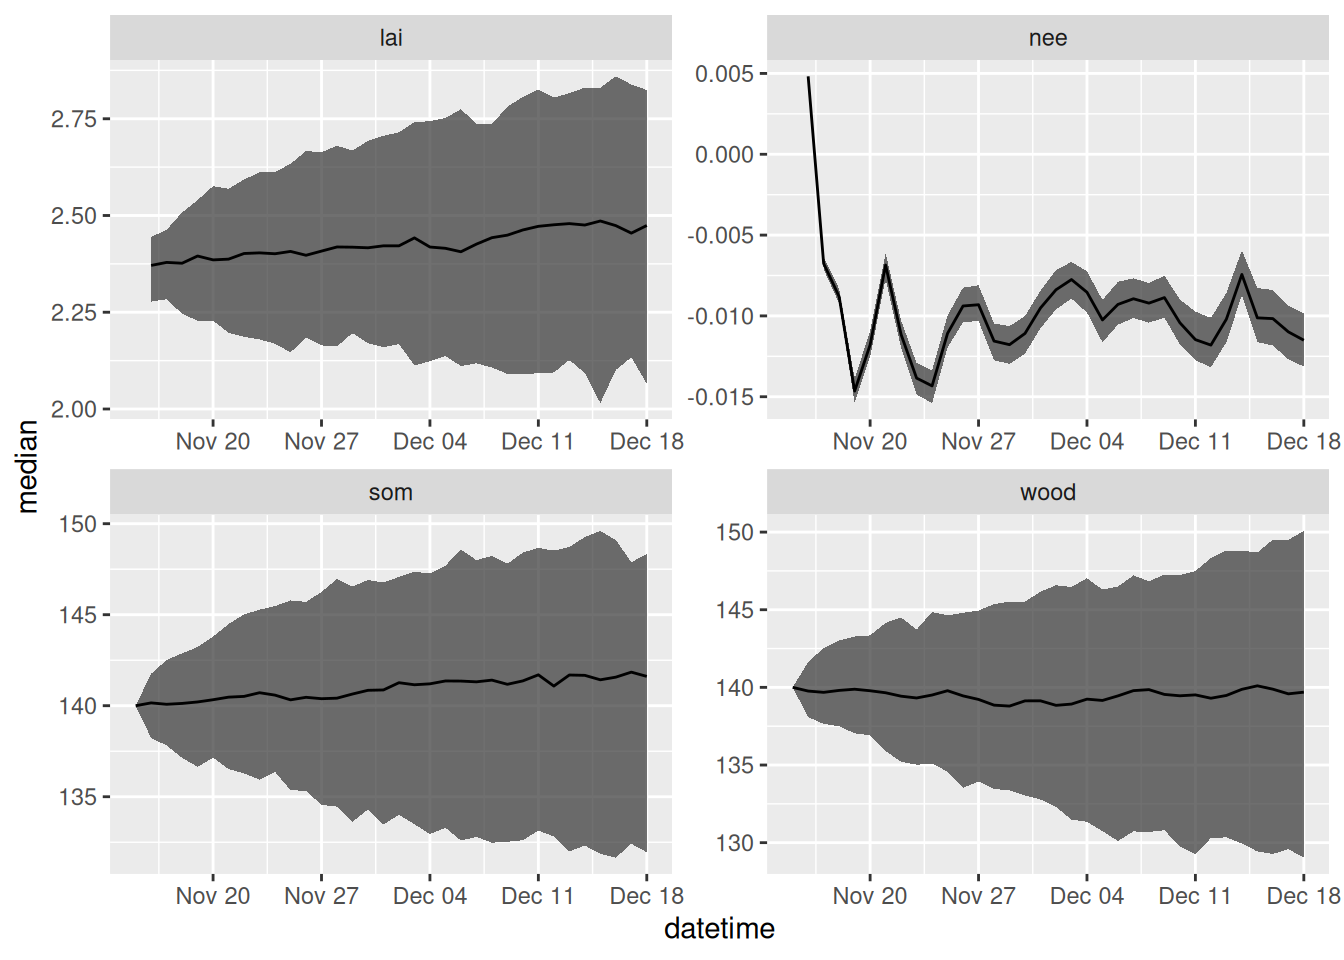 lai
nee
2.75
2.50
2.25
2.00
0.005
0.000
-0.005
-0.010
-0.015
Nov 20 Nov 27 Dec 04 Dec 11 Dec 18
Nov 20 Nov 27 Dec 04 Dec 11 Dec 18
median
som
wood
150
145
140
135
150
145
140
135
130
Nov 20 Nov 27 Dec 04 Dec 11 Dec 18
Nov 20 Nov 27 Dec 04 Dec 11 Dec 18
datetime